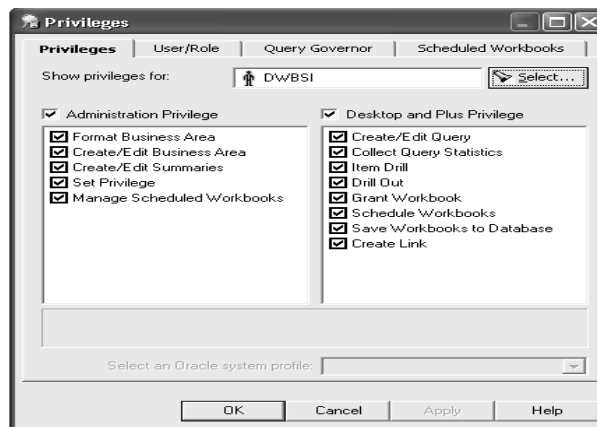 Privileges
Privileges User/Role Query Governor Scheduled Workbooks
Show privileges for: DWBSI Select...
Administration Privilege
Format Business Area
Create/Edit Business Area
Create/Edit Summaries
Set Privilege
Manage Scheduled Workbooks
Desktop and Plus Privilege
Create/Edit Query
Collect Query Statistics
Item Drill
Drill Out
Grant Workbook
Schedule Workbooks
Save Workbooks to Database
Create Link
Select an Oracle system profile:
OK Cancel Apply Help